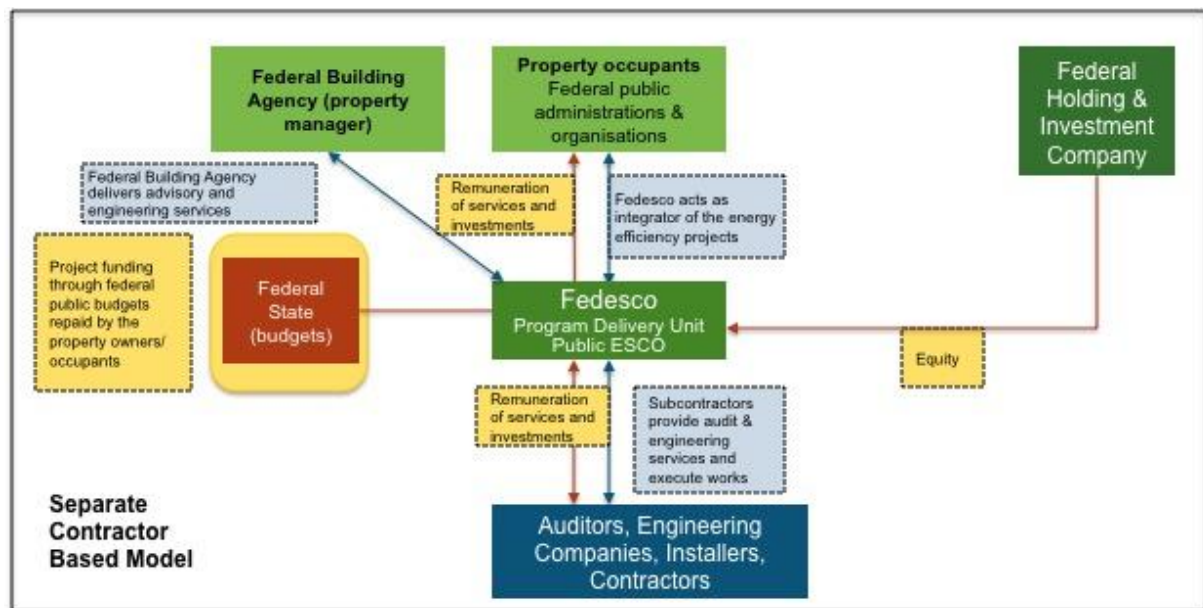 Federal Building
Agency (property
manager)
Property occupants
Federal public
administrations &
organisations
Federal
Holding &
Investment
Company
Federal Building Agency
delivers advisory and
engineering services
Remuneration
of services and
investments
Fedesco acts as
integrator of the energy
efficiency projects
Project funding
through federal
public budgets
repaid by the
property owners/
occupants
Federal
State
(budgets)
Fedesco
Program Delivery Unit
Public ESCO
Equity
Remuneration
of services and
investments
Subcontractors
provide audit &
engineering
services and
execute works
Separate
Contractor
Based Model
Auditors, Engineering
Companies, Installers,
Contractors